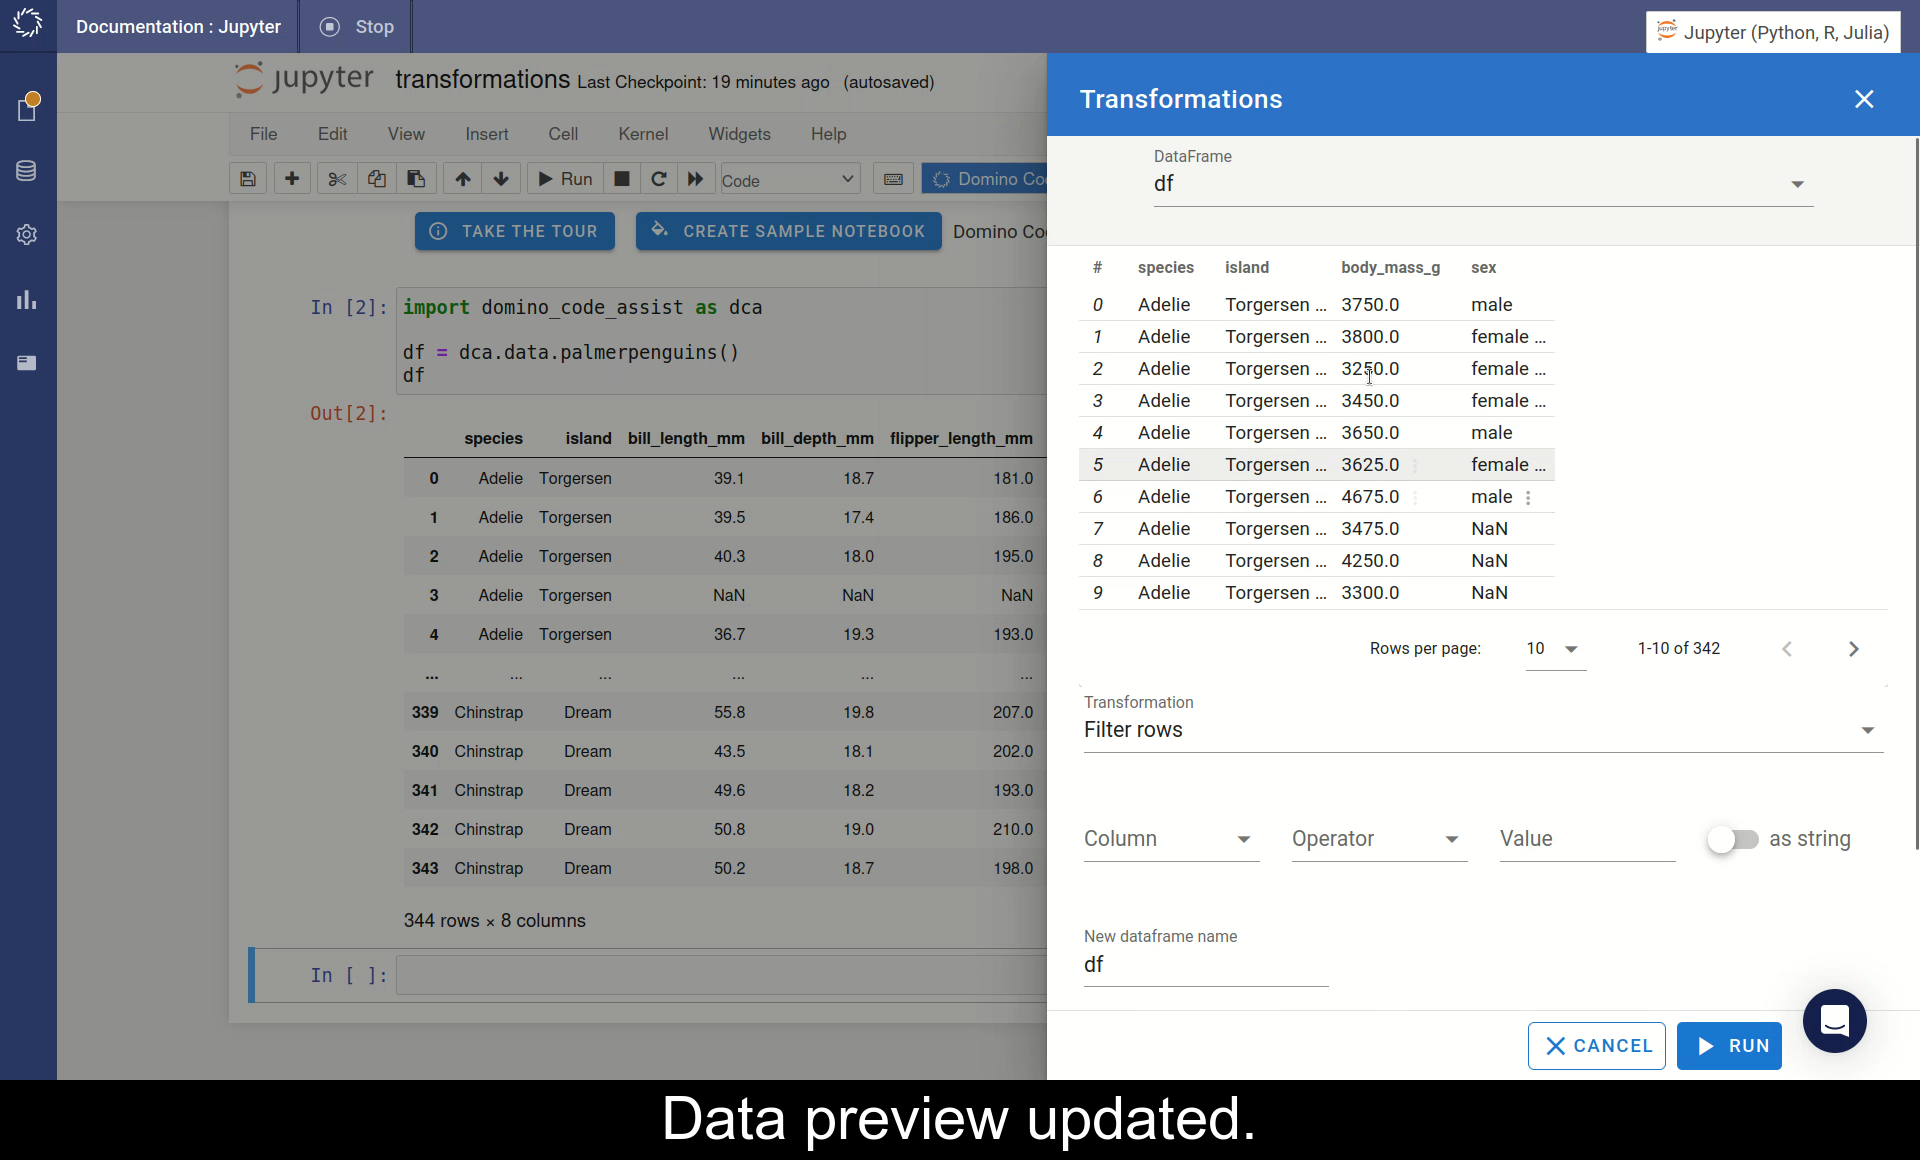 Documentation : Jupyter
Stop
Jupyter (Python, R, Julia)
jupyter transformations Last Checkpoint: 19 minutes ago (autosaved)
File Edit View Insert Cell Kernel Widgets Help
Run Code Domino Co
TAKE THE TOUR CREATE SAMPLE NOTEBOOK Domino Co
In [2]: import domino_code_assist as dca
df = dca.data.palmerpenguins()
df
Out[2]:
species island bill_length_mm bill_depth_mm flipper_length_mm
0 Adelie Torgersen 39.1 18.7 181.0
1 Adelie Torgersen 39.5 17.4 186.0
2 Adelie Torgersen 40.3 18.0 195.0
3 Adelie Torgersen NaN NaN NaN
4 Adelie Torgersen 36.7 19.3 193.0
... ... ... ... ... ...
339 Chinstrap Dream 55.8 19.8 207.0
340 Chinstrap Dream 43.5 18.1 202.0
341 Chinstrap Dream 49.6 18.2 193.0
342 Chinstrap Dream 50.8 19.0 210.0
343 Chinstrap Dream 50.2 18.7 198.0
344 rows × 8 columns
In [ ]:
Transformations
DataFrame
df
# species island body_mass_g sex
0 Adelie Torgersen ... 3750.0 male
1 Adelie Torgersen ... 3800.0 female ...
2 Adelie Torgersen ... 3250.0 female ...
3 Adelie Torgersen ... 3450.0 female ...
4 Adelie Torgersen ... 3650.0 male
5 Adelie Torgersen ... 3625.0 female ...
6 Adelie Torgersen ... 4675.0 male
7 Adelie Torgersen ... 3475.0 NaN
8 Adelie Torgersen ... 4250.0 NaN
9 Adelie Torgersen ... 3300.0 NaN
Rows per page: 10 1-10 of 342
Transformation
Filter rows
Column Operator Value as string
New dataframe name
df
CANCEL RUN
Data preview updated.